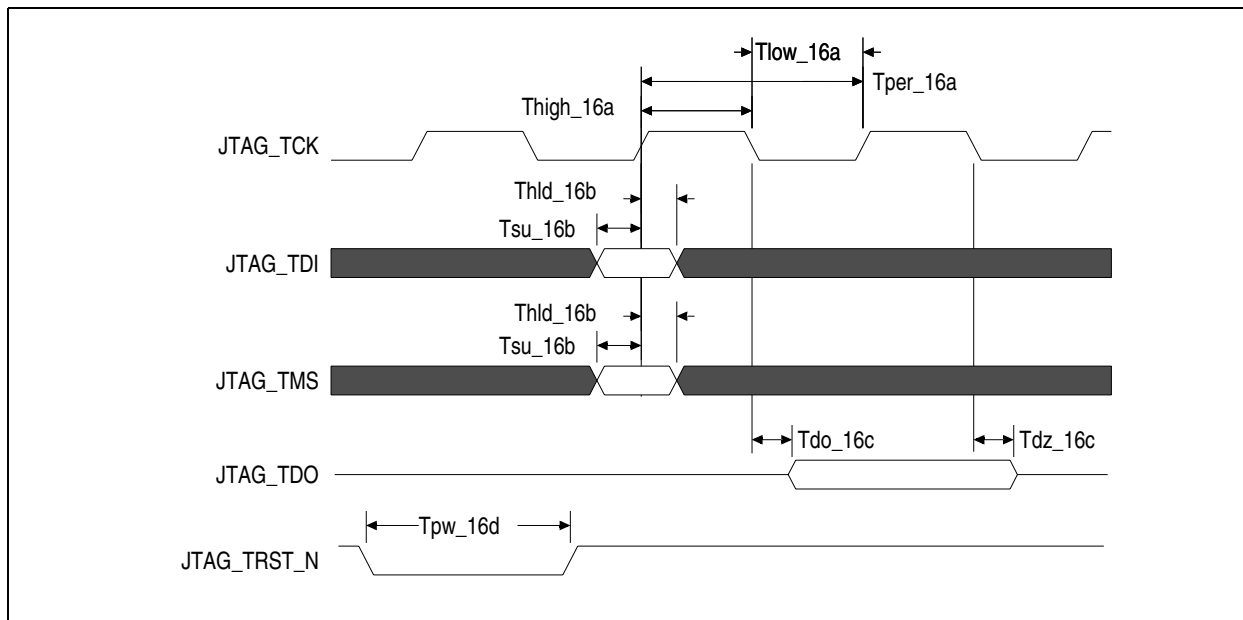 Tlow_16a
Tper_16a
Thigh_16a
JTAG_TCK
Thld_16b
Tsu_16b
JTAG_TDI
Thld_16b
Tsu_16b
JTAG_TMS
Tdo_16c
Tdz_16c
JTAG_TDO
Tpw_16d
JTAG_TRST_N